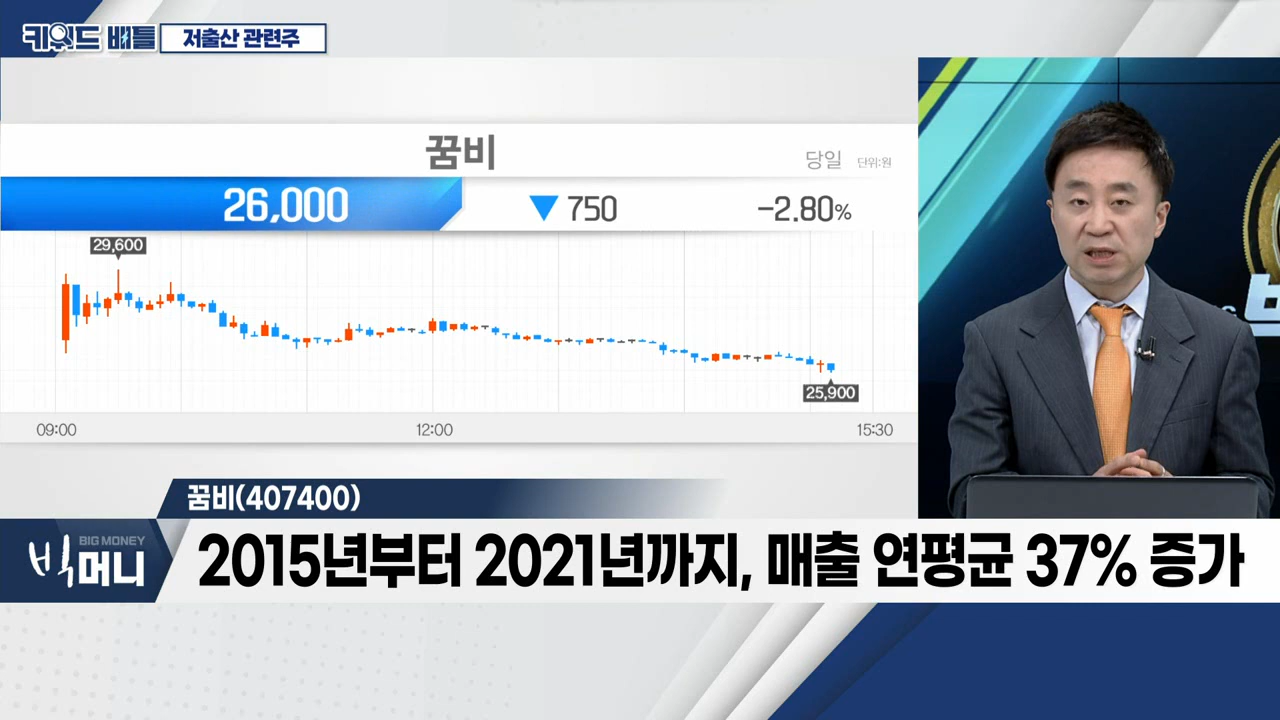 키워드 배틀 저출산 관련주
꿈비
당일 단위:원
26,000 ▼ 750 -2.80%
29,600
25,900
09:00 12:00 15:30
꿈비(407400)
BIG MONEY
빅머니
2015년부터 2021년까지, 매출 연평균 37% 증가